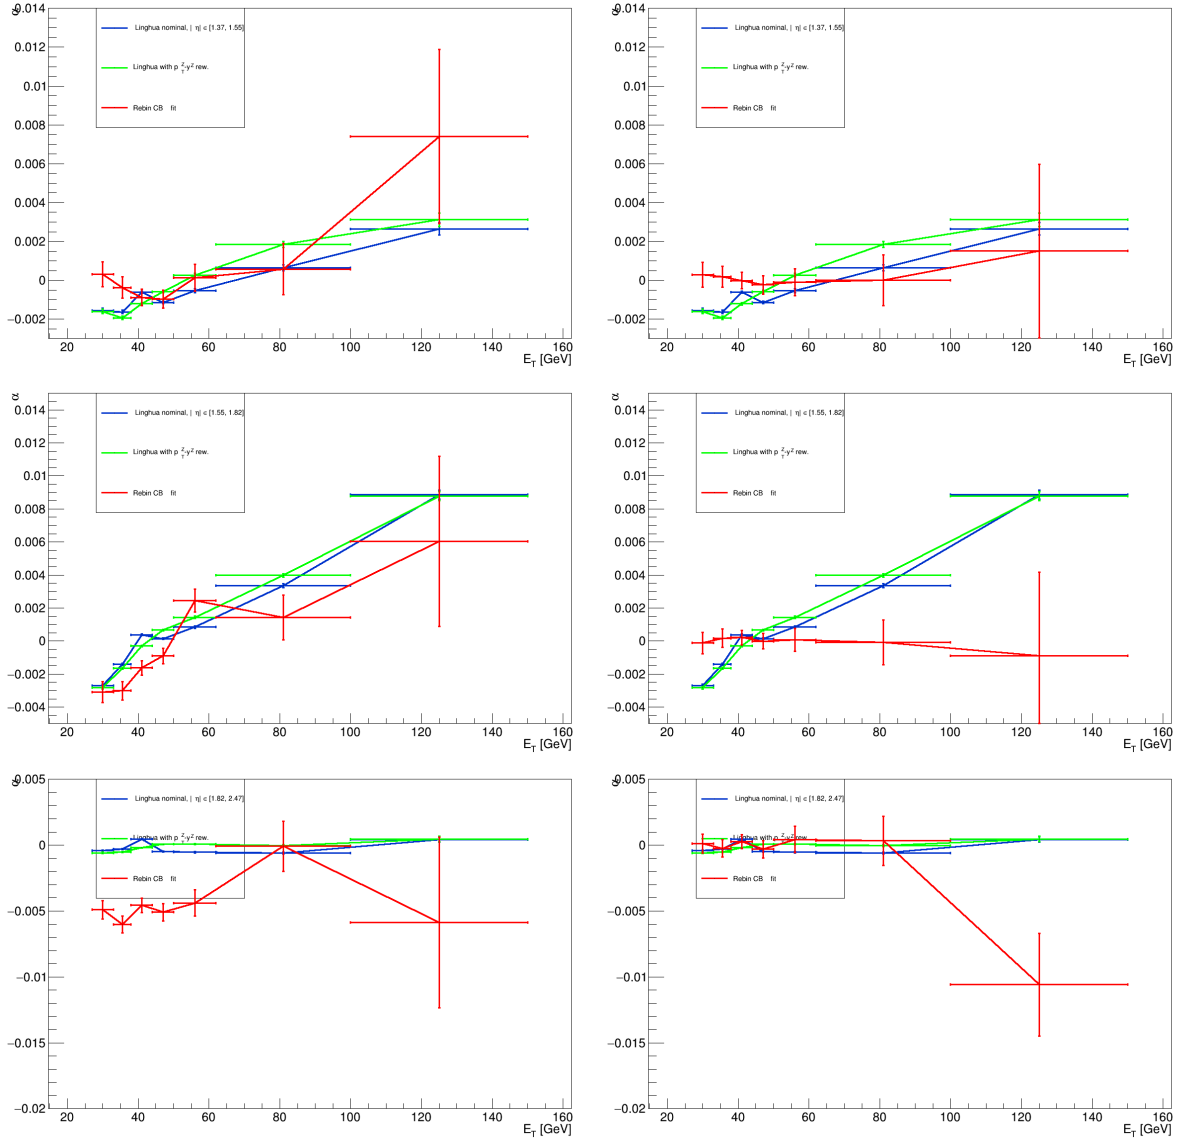 α 0.014
0.012
0.01
0.008
0.006
0.004
0.002
0
−0.002
Linghua nominal, | η| ∈ [1.37, 1.55]
Linghua with p_T^Z-y^Z rew.
Rebin CB fit
20 40 60 80 100 120 140 160
E_T [GeV]
α 0.014
0.012
0.01
0.008
0.006
0.004
0.002
0
−0.002
Linghua nominal, | η| ∈ [1.37, 1.55]
Linghua with p_T^Z-y^Z rew.
Rebin CB fit
20 40 60 80 100 120 140 160
E_T [GeV]
α
0.014
0.012
0.01
0.008
0.006
0.004
0.002
0
−0.002
−0.004
Linghua nominal, | η| ∈ [1.55, 1.82]
Linghua with p_T^Z-y^Z rew.
Rebin CB fit
20 40 60 80 100 120 140 160
E_T [GeV]
α
0.014
0.012
0.01
0.008
0.006
0.004
0.002
0
−0.002
−0.004
Linghua nominal, | η| ∈ [1.55, 1.82]
Linghua with p_T^Z-y^Z rew.
Rebin CB fit
20 40 60 80 100 120 140 160
E_T [GeV]
α 0.005
0
−0.005
−0.01
−0.015
−0.02
Linghua nominal, | η| ∈ [1.82, 2.47]
Linghua with p_T^Z-y^Z rew.
Rebin CB fit
20 40 60 80 100 120 140 160
E_T [GeV]
α 0.005
0
−0.005
−0.01
−0.015
−0.02
Linghua nominal, | η| ∈ [1.82, 2.47]
Linghua with p_T^Z-y^Z rew.
Rebin CB fit
20 40 60 80 100 120 140 160
E_T [GeV]